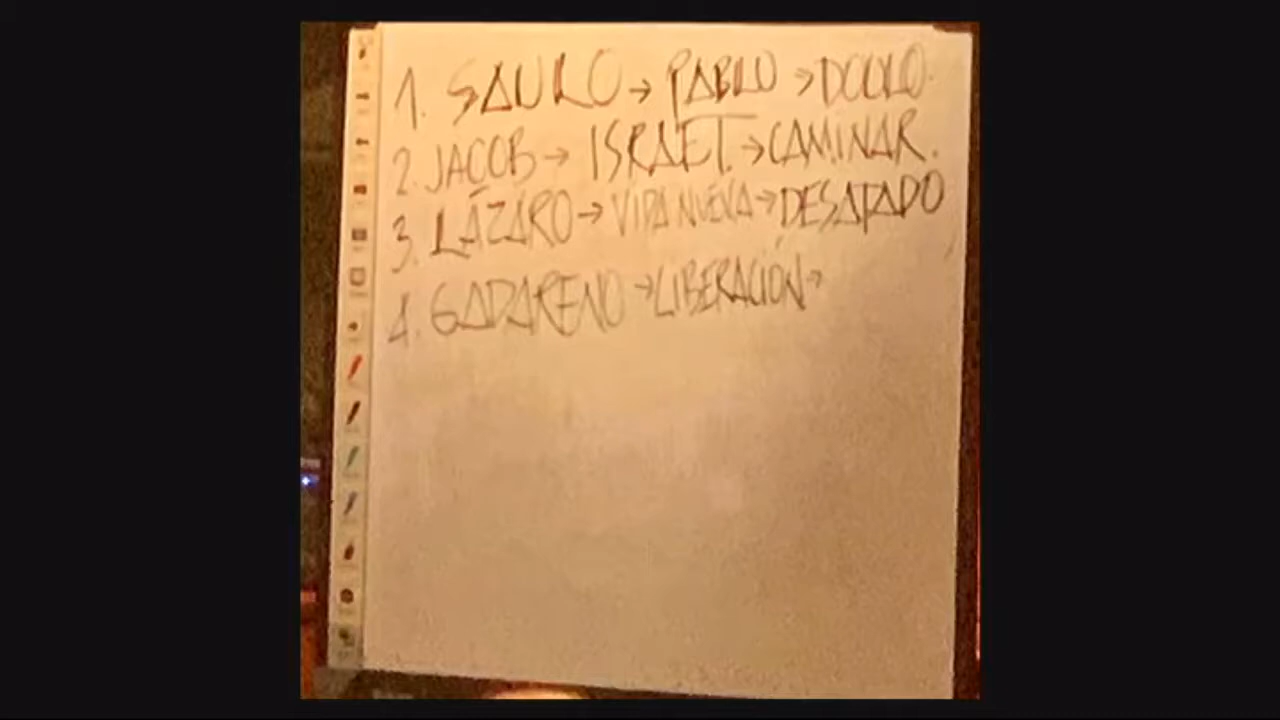 1. SAULO → PABLO → DOULO.
2. JACOB → ISRAEL → CAMINAR.
3. LÁZARO → VIDA NUEVA → DESATADO
4. GADARENO → LIBERACIÓN →